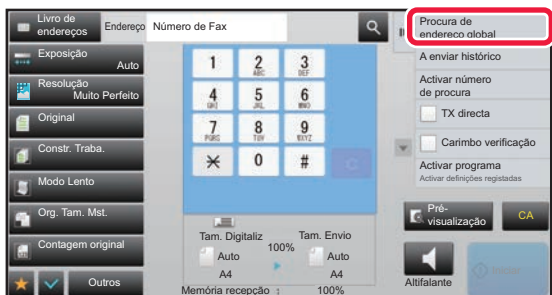 Livro de
endereços
Endereço
Número de Fax
Procura de
endereço global
Exposição
Auto
Resolução
Muito Perfeito
Original
Constr. Traba.
Modo Lento
Org. Tam. Mst.
Contagem original
Outros
1
2
ABC
3
DEF
4
GHI
5
JKL
6
MNO
7
PQRS
8
TUV
9
WXYZ
0
#
Tam. Digitaliz
100%
Tam. Envio
Auto
A4
Auto
A4
Memória recepção : 100%
A enviar histórico
Activar número
de procura
TX directa
Carimbo verificação
Activar programa
Activar definições registadas
Pré-
visualização
CA
Altifalante